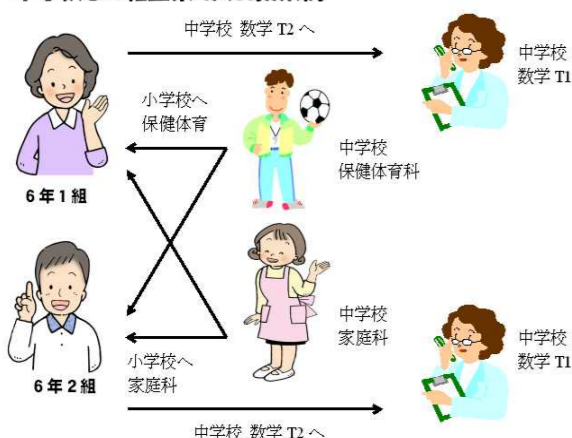 中学校 数学 T2 へ
中学校
数学 T1
小学校へ
保健体育
中学校
保健体育科
6年1組
中学校
家庭科
中学校
数学 T1
小学校へ
家庭科
6年2組
中学校 数学 T2 へ